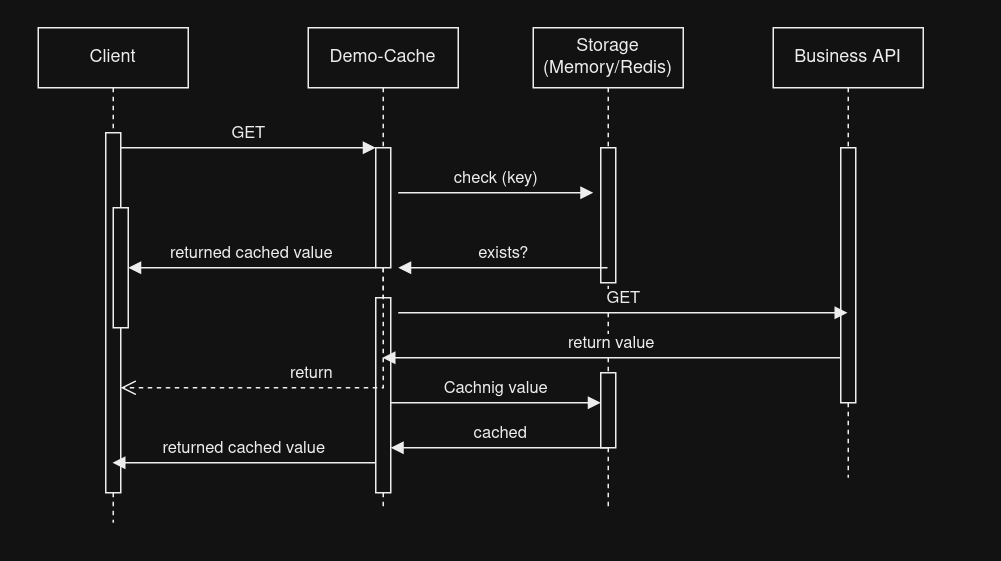 Client
Demo-Cache
Storage
(Memory/Redis)
Business API
GET
check (key)
returned cached value
exists?
GET
return value
return
Cachnig value
cached
returned cached value